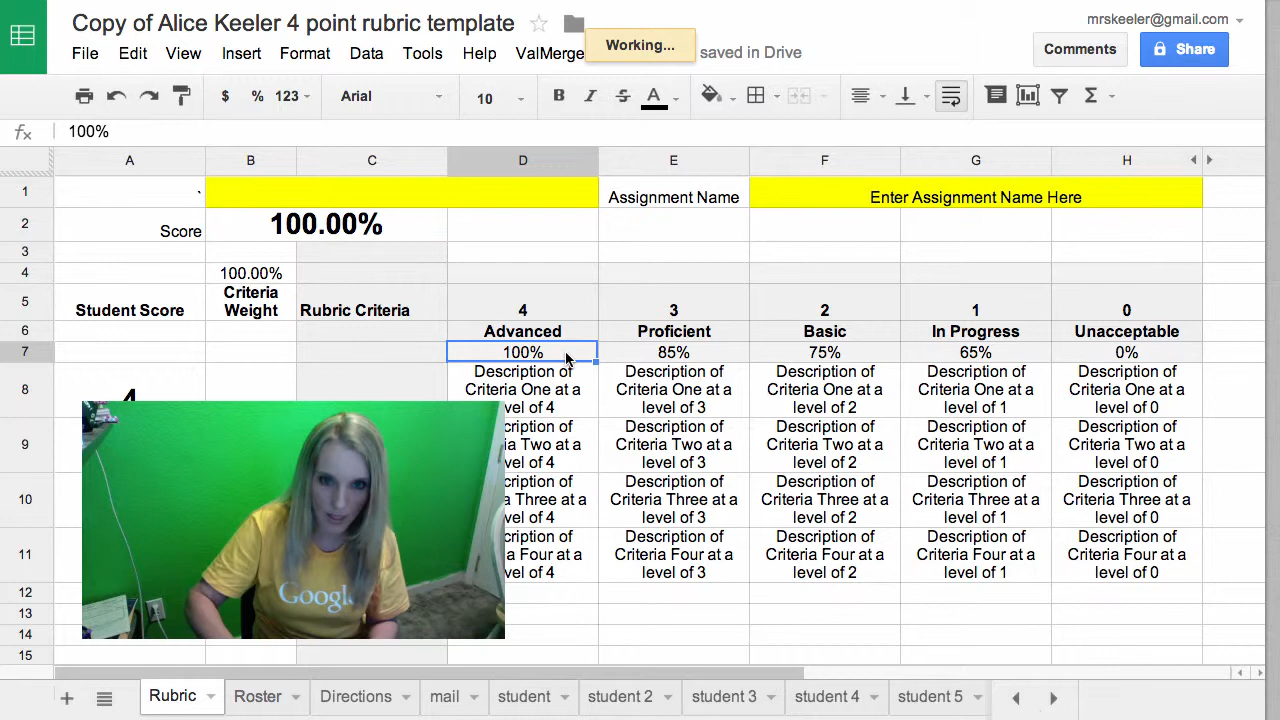 Copy of Alice Keeler 4 point rubric template
mrskeeler@gmail.com
File Edit View Insert Format Data Tools Help ValMerge Working... saved in Drive
Comments Share
$ % 123 Arial 10 B I S A Σ
fx 100%
A B C D E F G H
1 ` Assignment Name Enter Assignment Name Here
2 Score 100.00%
3
4 100.00%
5 Student Score Criteria Weight Rubric Criteria 4 3 2 1 0
6 Advanced Proficient Basic In Progress Unacceptable
7 100% 85% 75% 65% 0%
8 4 Description of Criteria One at a level of 4 Description of Criteria One at a level of 3 Description of Criteria One at a level of 2 Description of Criteria One at a level of 1 Description of Criteria One at a level of 0
9 cription of ia Two at a vel of 4 Description of Criteria Two at a level of 3 Description of Criteria Two at a level of 2 Description of Criteria Two at a level of 1 Description of Criteria Two at a level of 0
10 cription of a Three at a vel of 4 Description of Criteria Three at a level of 3 Description of Criteria Three at a level of 2 Description of Criteria Three at a level of 1 Description of Criteria Three at a level of 0
11 cription of a Four at a vel of 4 Description of Criteria Four at a level of 3 Description of Criteria Four at a level of 2 Description of Criteria Four at a level of 1 Description of Criteria Four at a level of 0
12
13
14
15
Google
Rubric Roster Directions mail student student 2 student 3 student 4 student 5